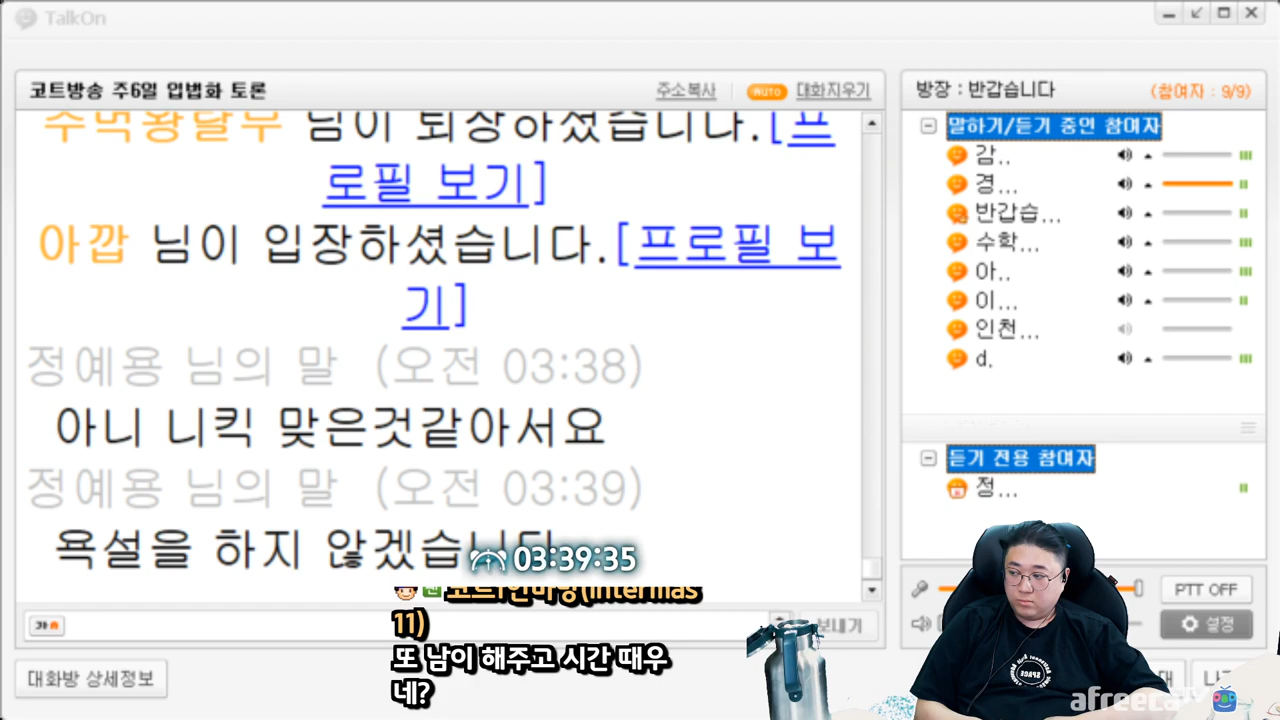 TalkOn
코트방송 주6일 입법화 토론
주소복사
AUTO
대화지우기
님이 퇴장하셨습니다.[프
로필 보기]
아깝 님이 입장하셨습니다.[프로필 보
기]
정예용 님의 말 (오전 03:38)
아니 니킥 맞은것같아서요
정예용 님의 말 (오전 03:39)
욕설을 하지 않겠습니다
03:39:35
11)
또 남이 해주고 시간 때우
네?
가
보내기
대화방 상세정보
방장 : 반갑습니다
(참여자 : 9/9)
말하기/듣기 중인 참여자
감..
경...
반갑습...
수학...
아..
이...
인천...
d.
듣기 전용 참여자
정...
PTT OFF
설정
afreecaTV